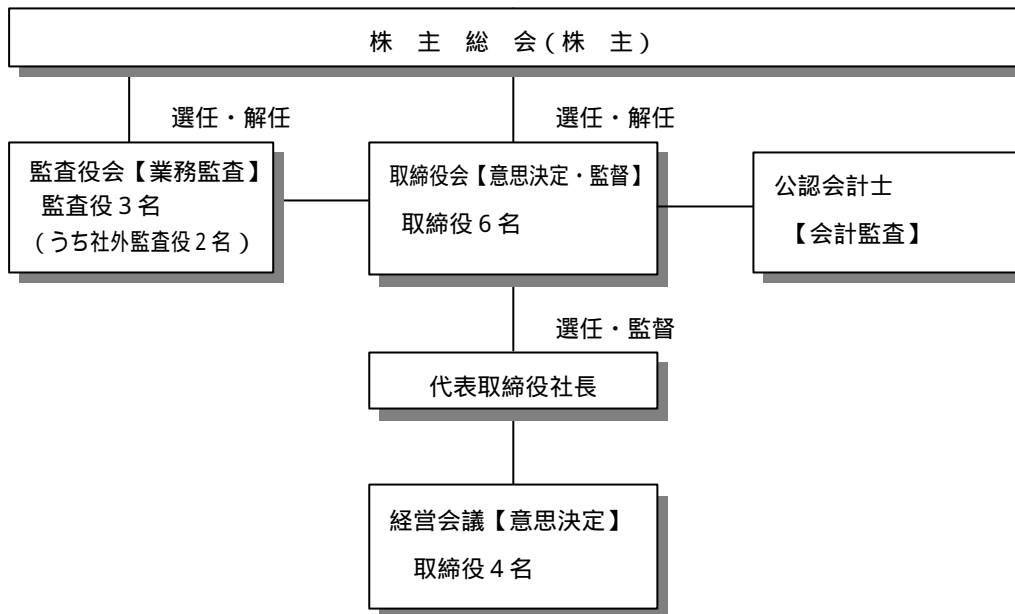 株 主 総 会(株 主)
選任・解任
選任・解任
監査役会【業務監査】
監査役3名
(うち社外監査役2名)
取締役会【意思決定・監督】
取締役6名
公認会計士
【会計監査】
選任・監督
代表取締役社長
経営会議【意思決定】
取締役4名